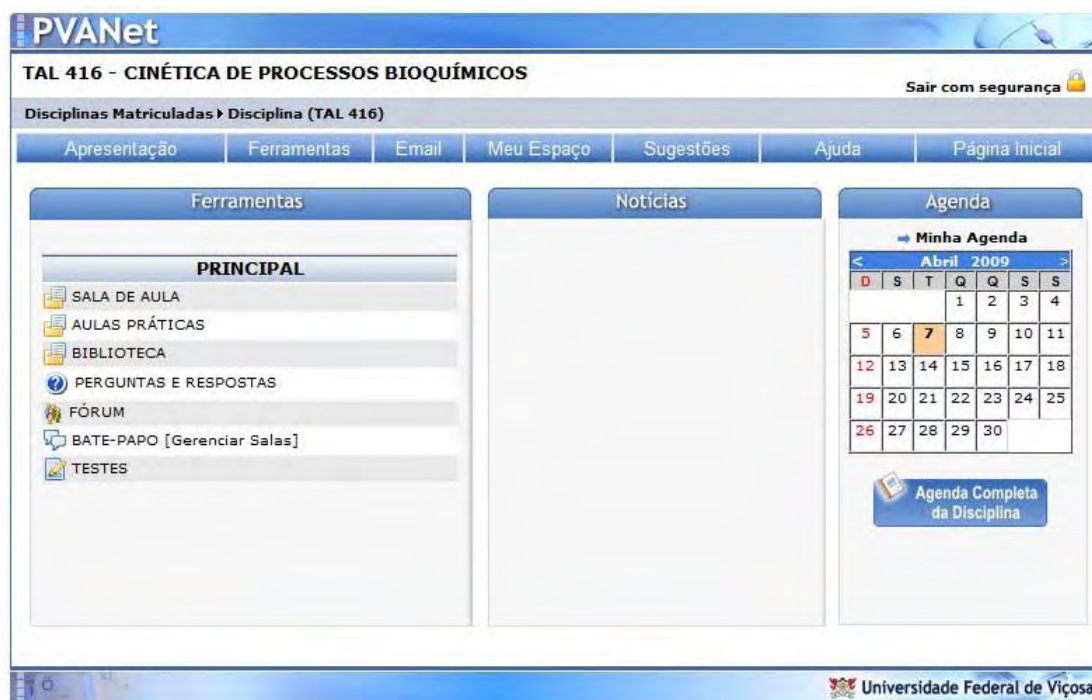 PVANet
TAL 416 - CINÉTICA DE PROCESSOS BIOQUÍMICOS
Sair com segurança
Disciplinas Matriculadas Disciplina (TAL 416)
Apresentação Ferramentas Email Meu Espaço Sugestões Ajuda Página Inicial
Ferramentas
PRINCIPAL
SALA DE AULA
AULAS PRÁTICAS
BIBLIOTECA
PERGUNTAS E RESPOSTAS
FÓRUM
BATE-PAPO [Gerenciar Salas]
TESTES
Notícias
Agenda
Minha Agenda
< Abril 2009 >
D S T Q Q S S
1 2 3 4
5 6 7 8 9 10 11
12 13 14 15 16 17 18
19 20 21 22 23 24 25
26 27 28 29 30
Agenda Completa
da Disciplina
Universidade Federal de Viçosa